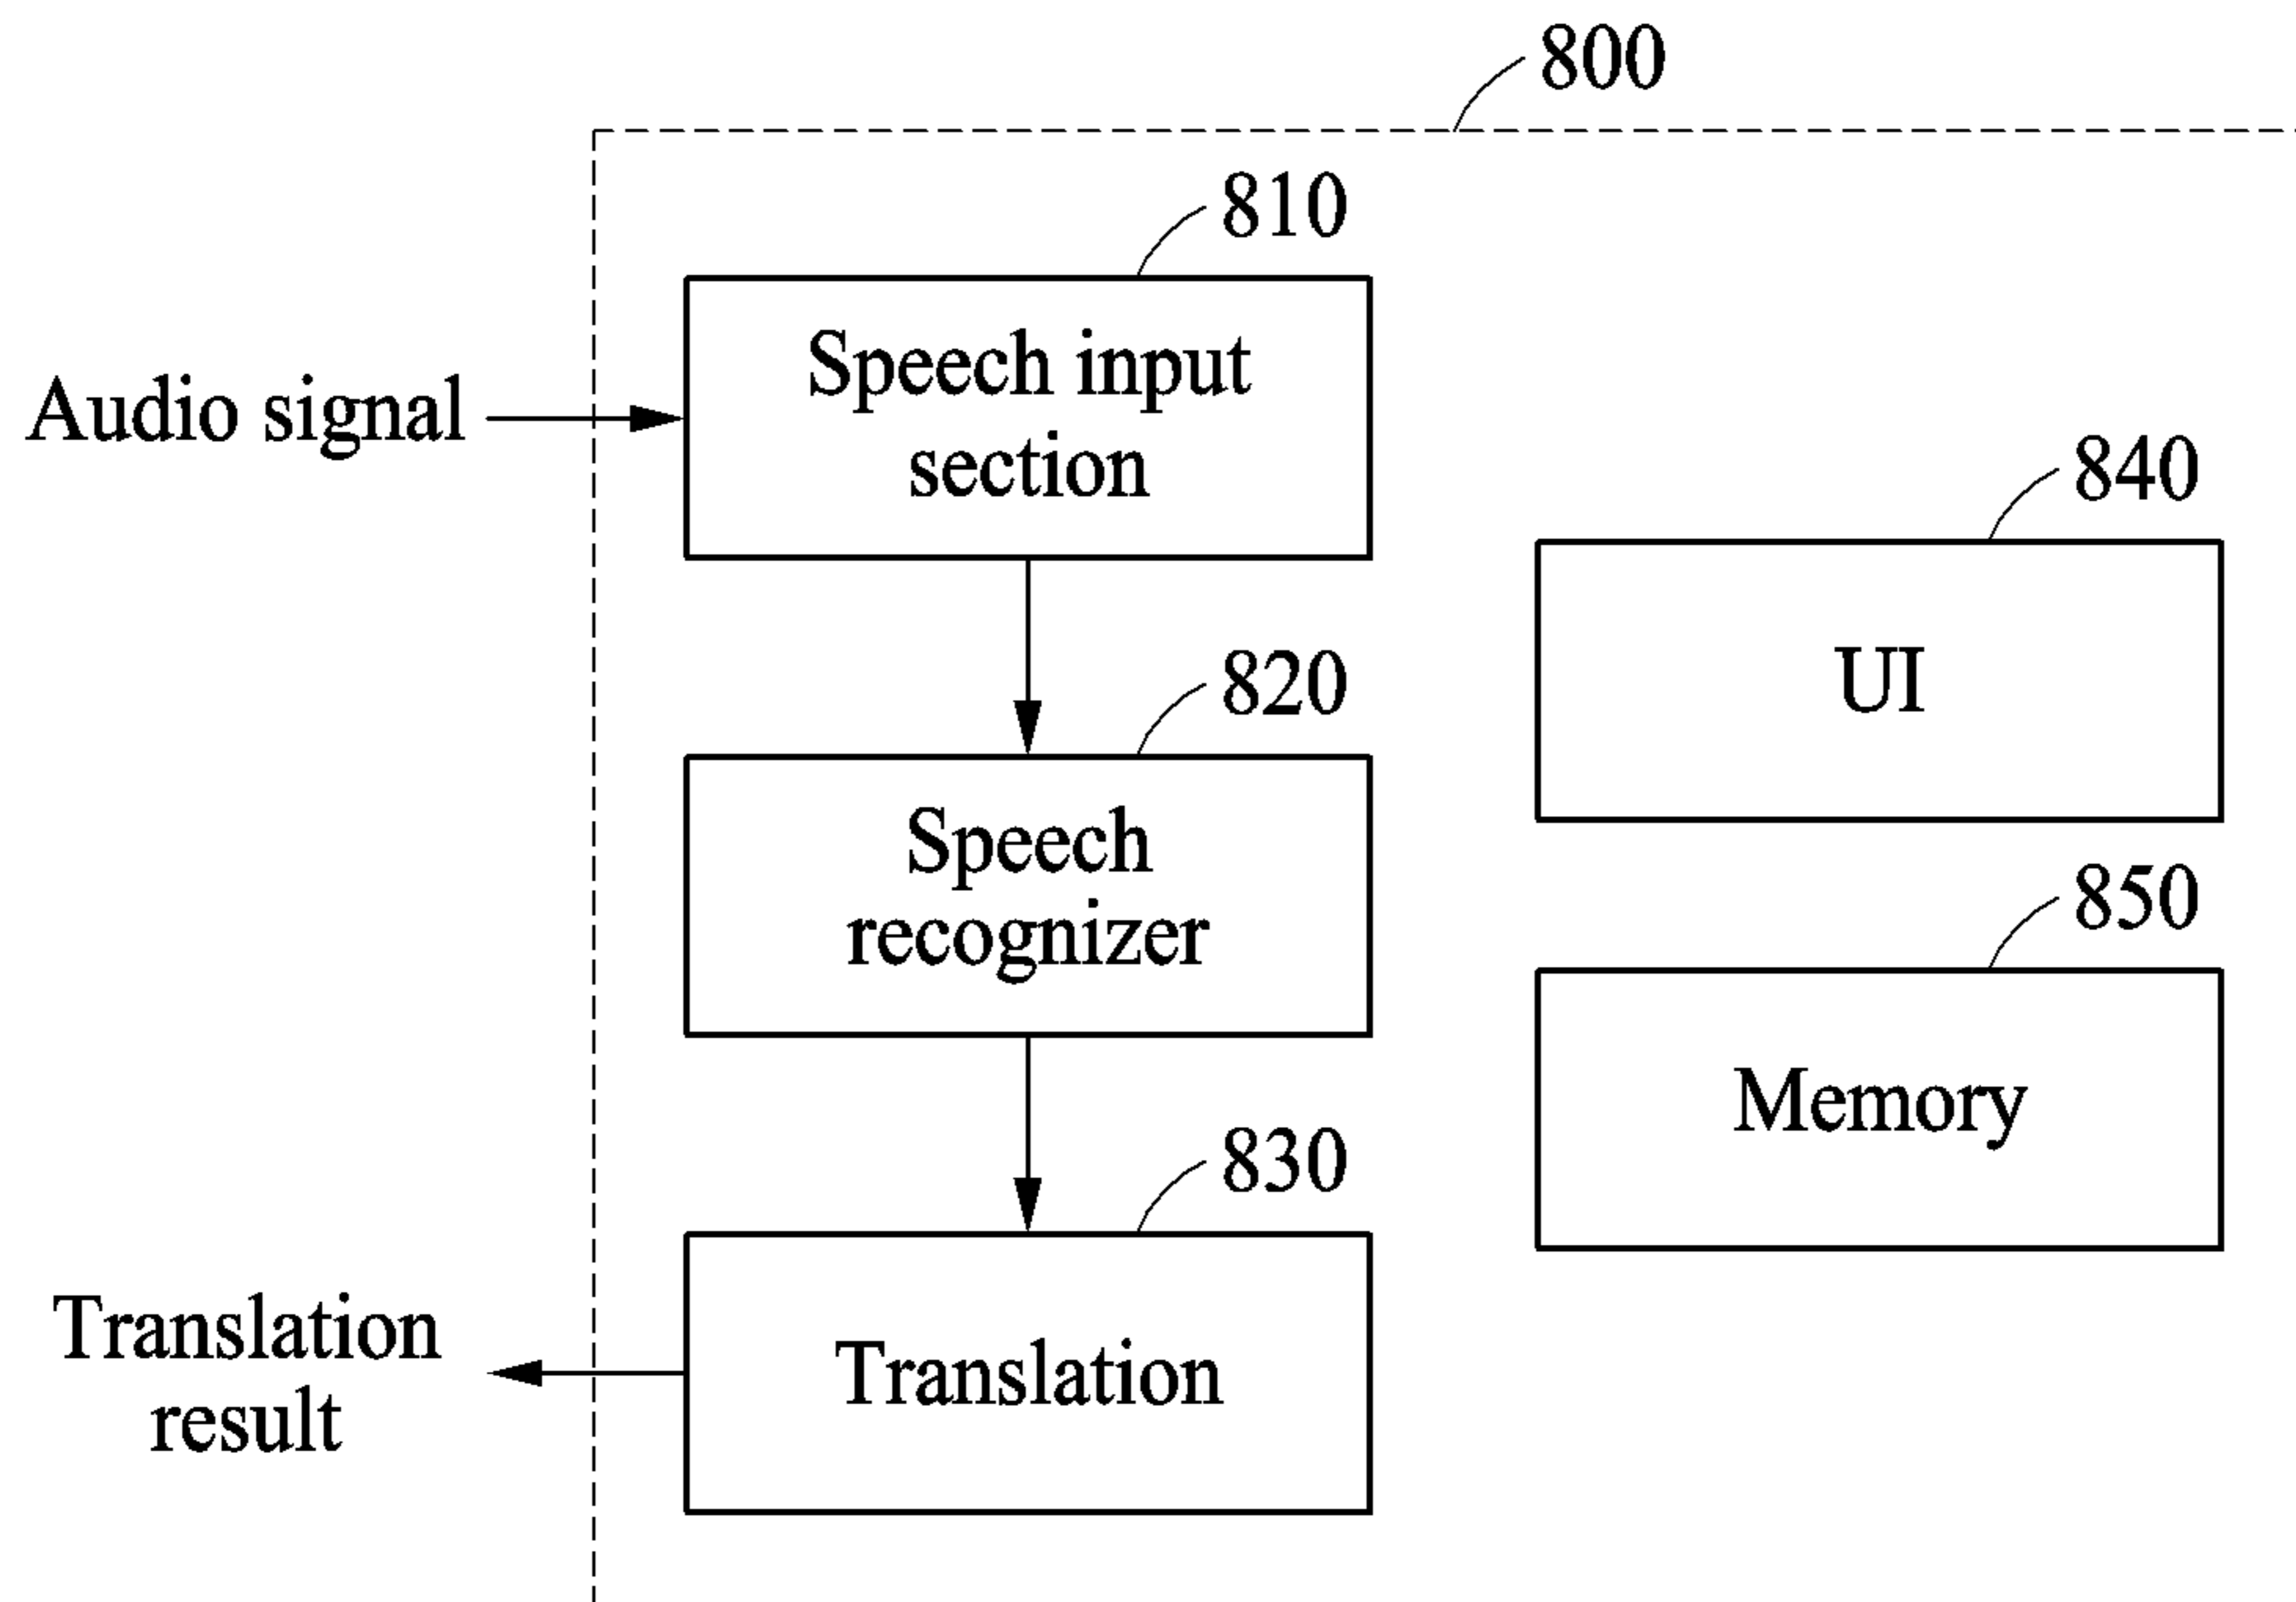 800
810
Speech input
section
Audio signal
840
UI
820
Speech
recognizer
850
Memory
830
Translation
Translation
result